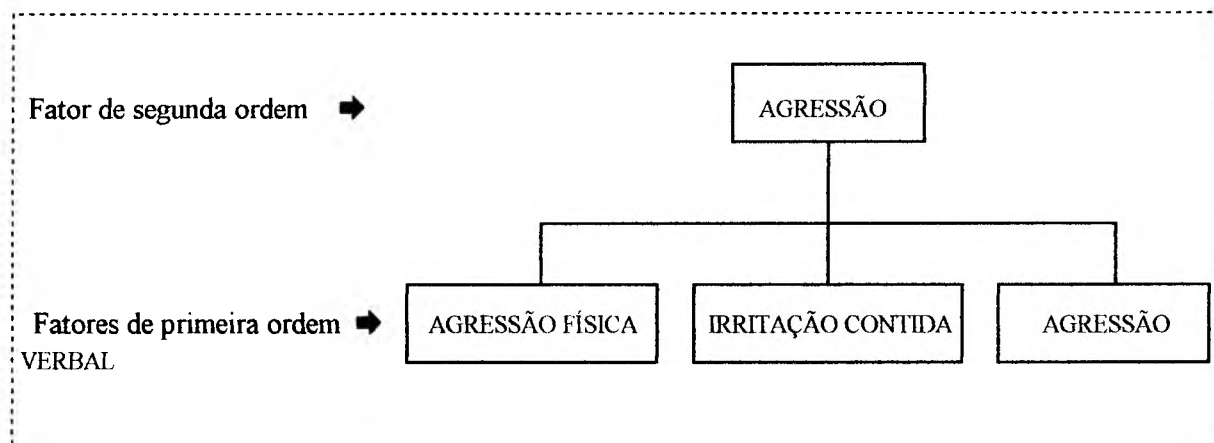 Fator de segunda ordem ➡ AGRESSÃO
Fatores de primeira ordem ➡ AGRESSÃO FÍSICA IRRITAÇÃO CONTIDA AGRESSÃO
VERBAL